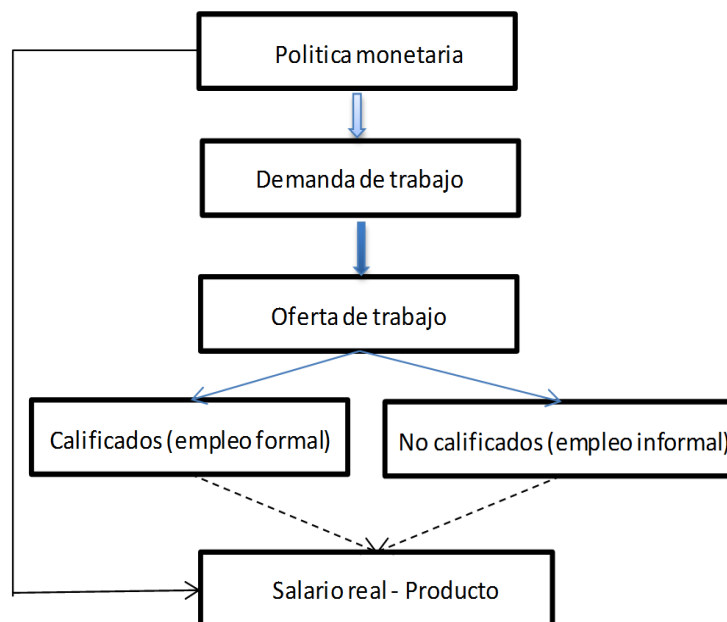 Politica monetaria
Demanda de trabajo
Oferta de trabajo
Calificados (empleo formal)
No calificados (empleo informal)
Salario real - Producto